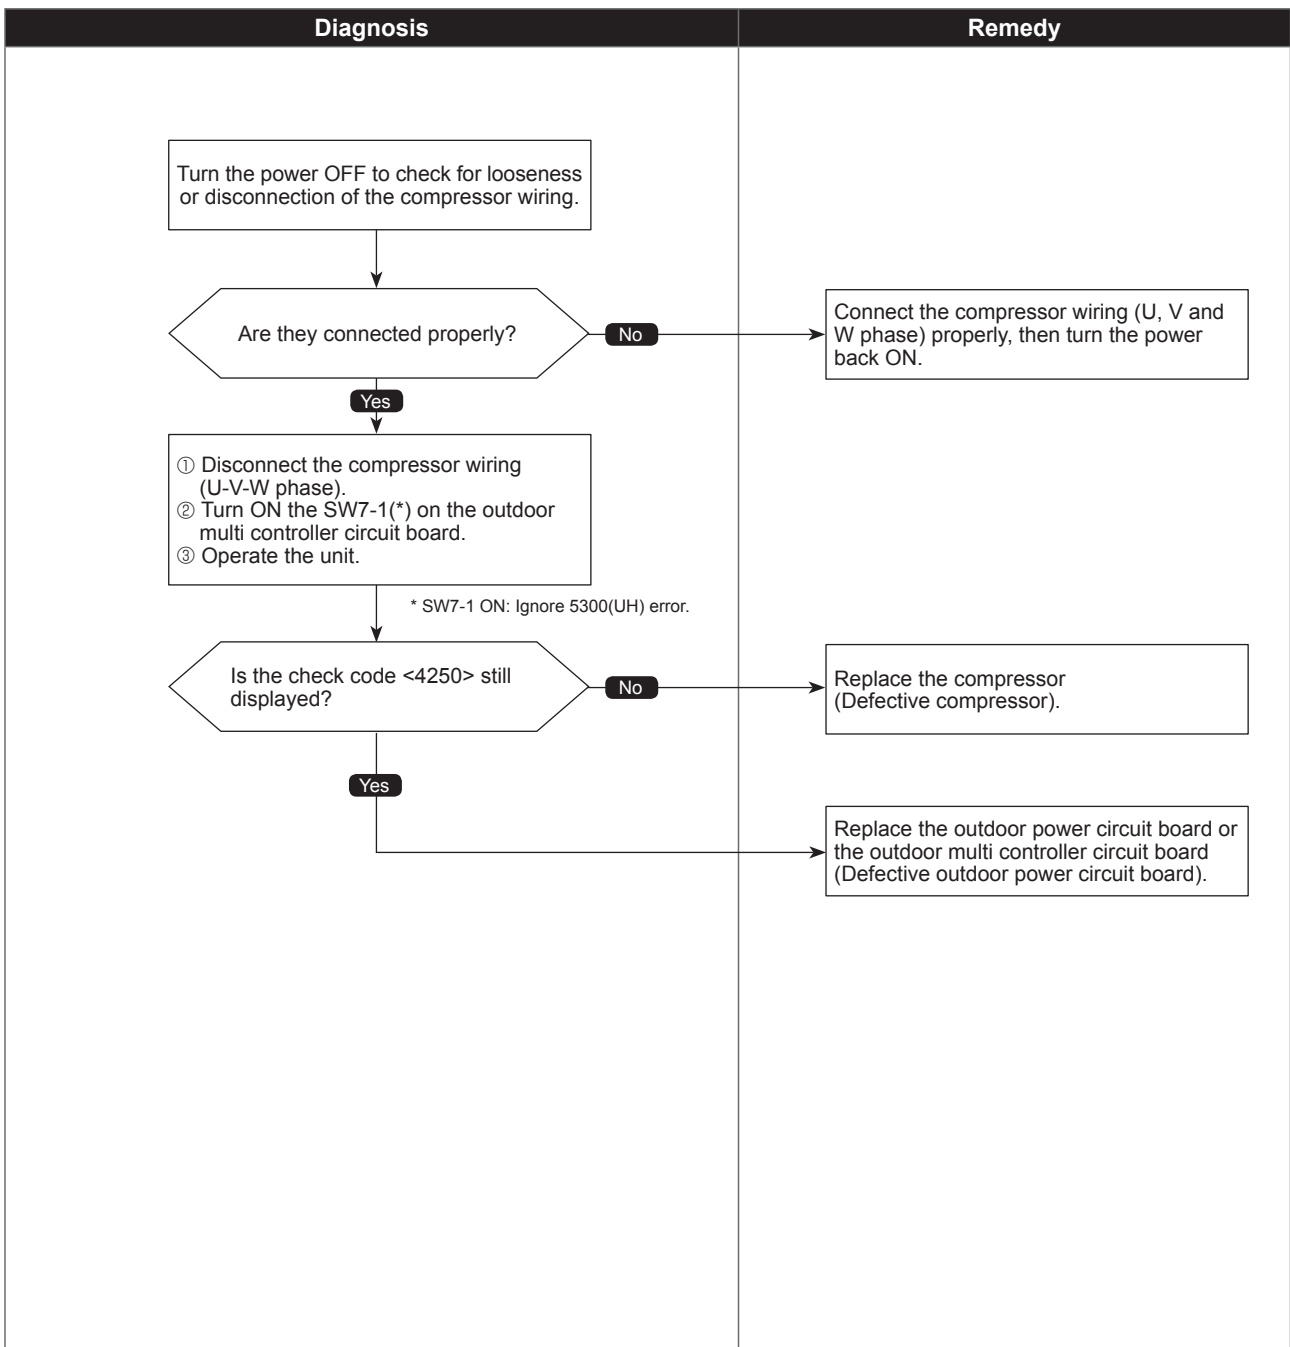 Diagnosis
Remedy
Turn the power OFF to check for looseness
or disconnection of the compressor wiring.
Are they connected properly?
No
Connect the compressor wiring (U, V and
W phase) properly, then turn the power
back ON.
Yes
① Disconnect the compressor wiring
(U-V-W phase).
② Turn ON the SW7-1(*) on the outdoor
multi controller circuit board.
③ Operate the unit.
* SW7-1 ON: Ignore 5300(UH) error.
Is the check code <4250> still
displayed?
No
Replace the compressor
(Defective compressor).
Yes
Replace the outdoor power circuit board or
the outdoor multi controller circuit board
(Defective outdoor power circuit board).